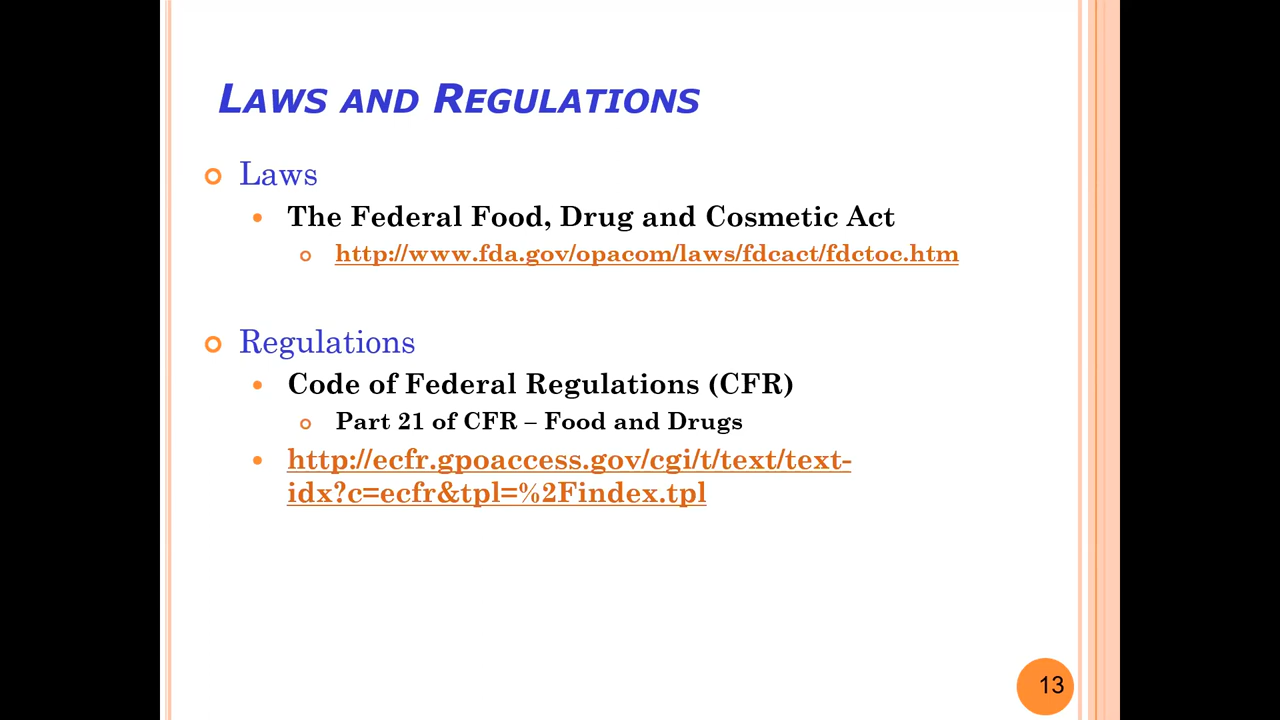 LAWS AND REGULATIONS
Laws
The Federal Food, Drug and Cosmetic Act
http://www.fda.gov/opacom/laws/fdcact/fdctoc.htm
Regulations
Code of Federal Regulations (CFR)
Part 21 of CFR – Food and Drugs
http://ecfr.gpoaccess.gov/cgi/t/text/text-
idx?c=ecfr&tpl=%2Findex.tpl
13